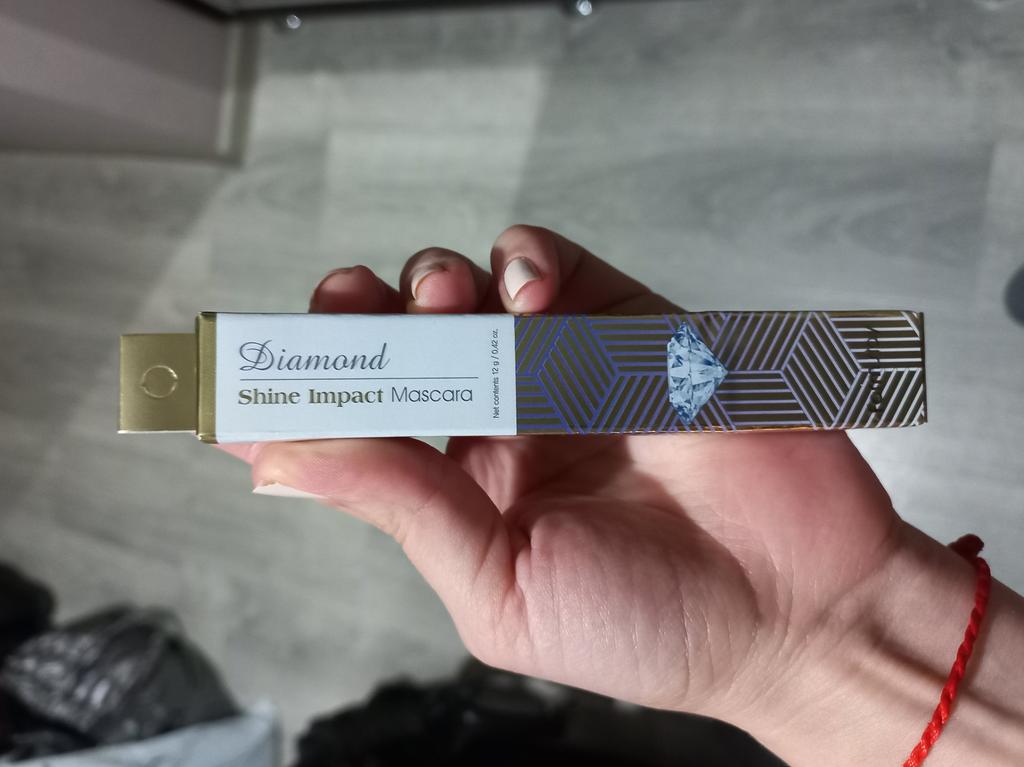 Diamond
Shine Impact Mascara
Net contents 12 g / 0.42 oz.